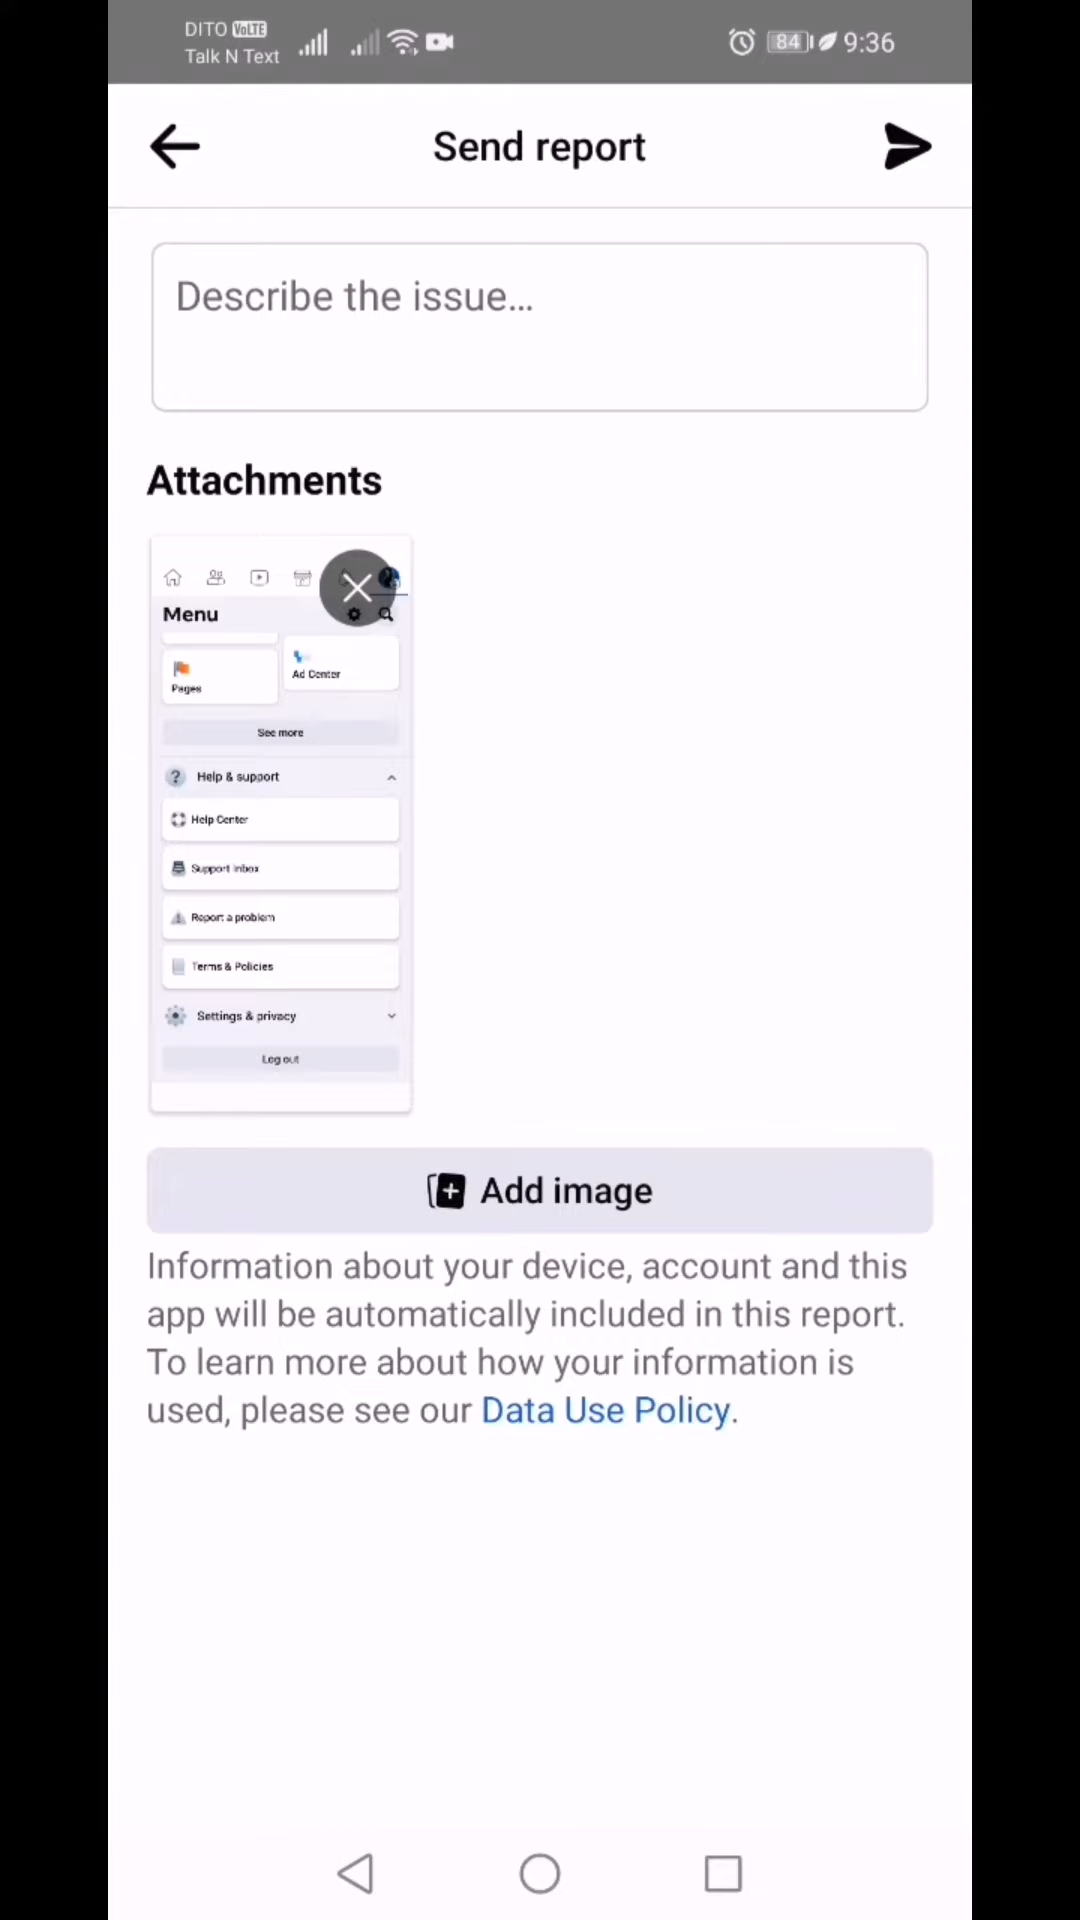 DITO VoLTE
Talk N Text
84
9:36
Send report
Describe the issue...
Attachments
Menu
Pages
Ad Center
See more
Help & support
Help Center
Support Inbox
Report a problem
Terms & Policies
Settings & privacy
Log out
Add image
Information about your device, account and this
app will be automatically included in this report.
To learn more about how your information is
used, please see our Data Use Policy.